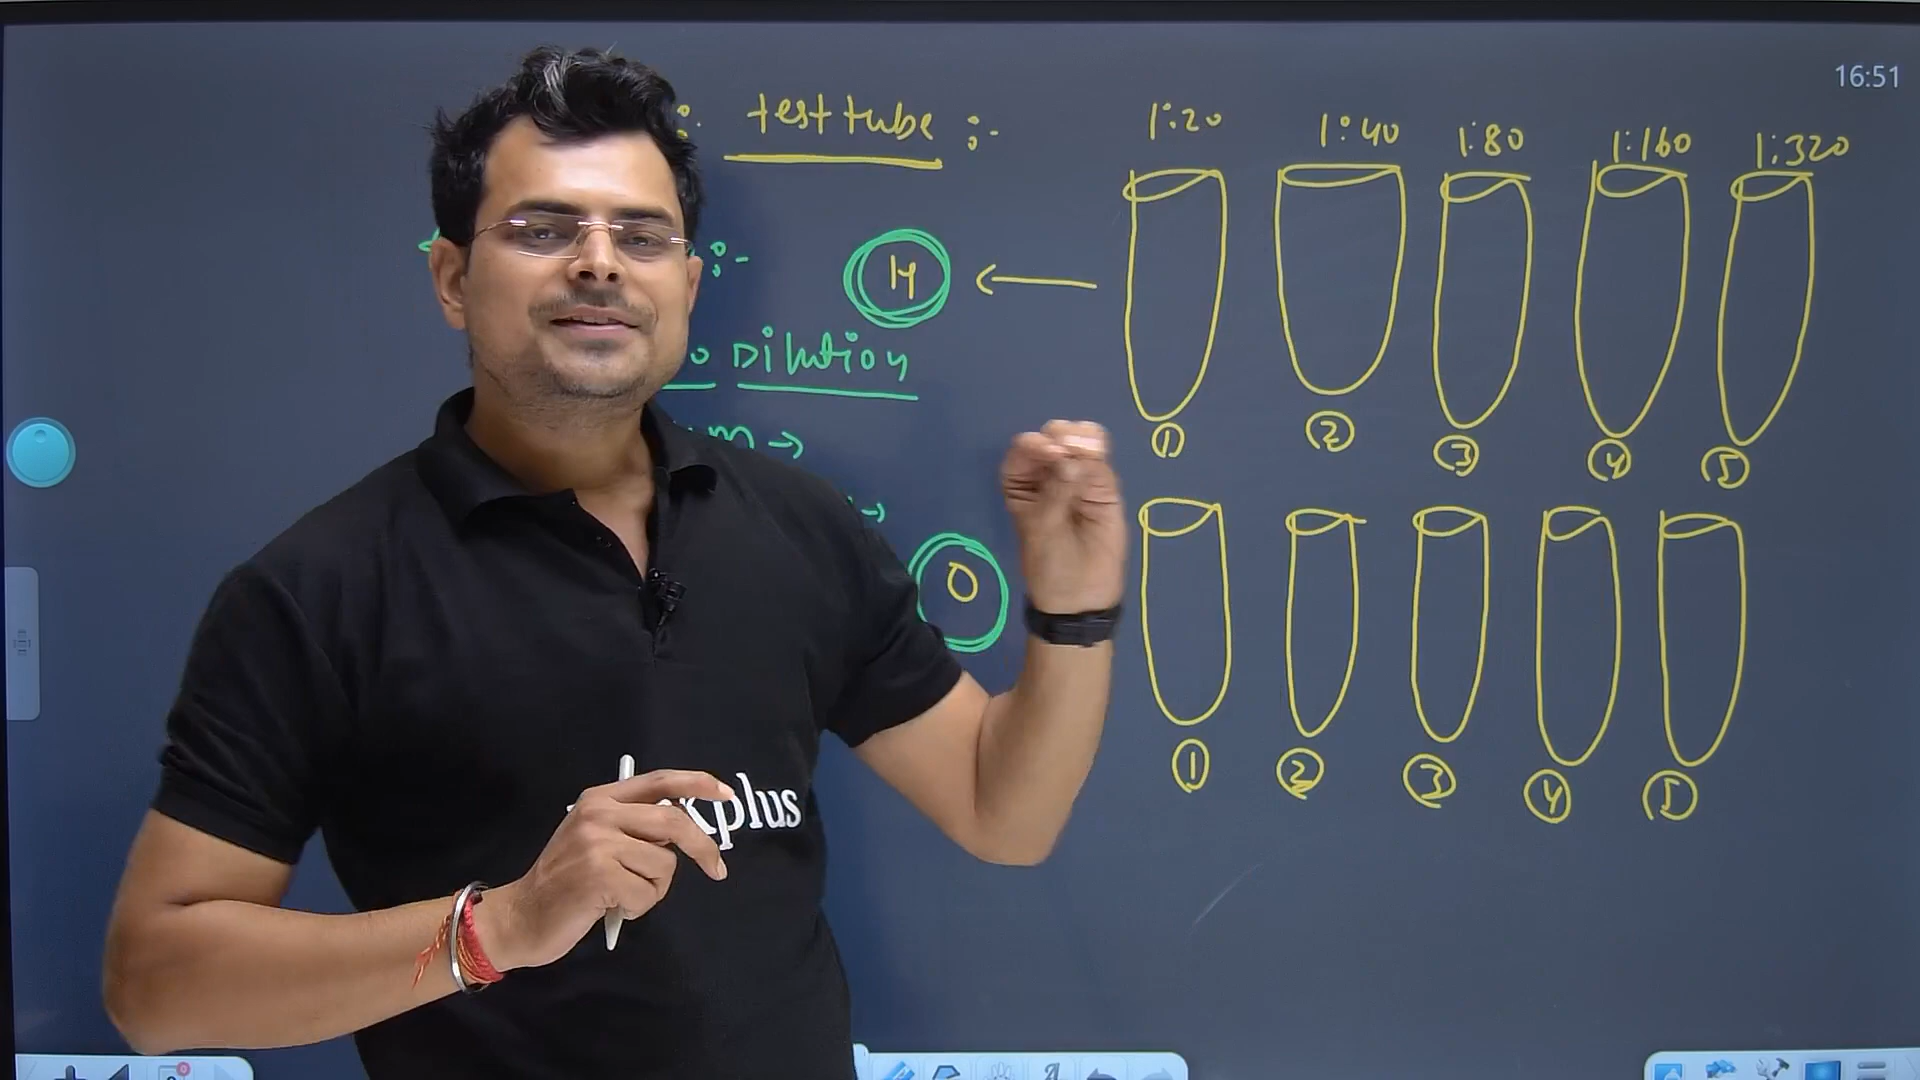 16:51
test tube :-
1:20 1:40 1:80 1:160 1:320
:-
H
Dilution
1 2 3 4 5
O
kplus
1 2 3 4 5